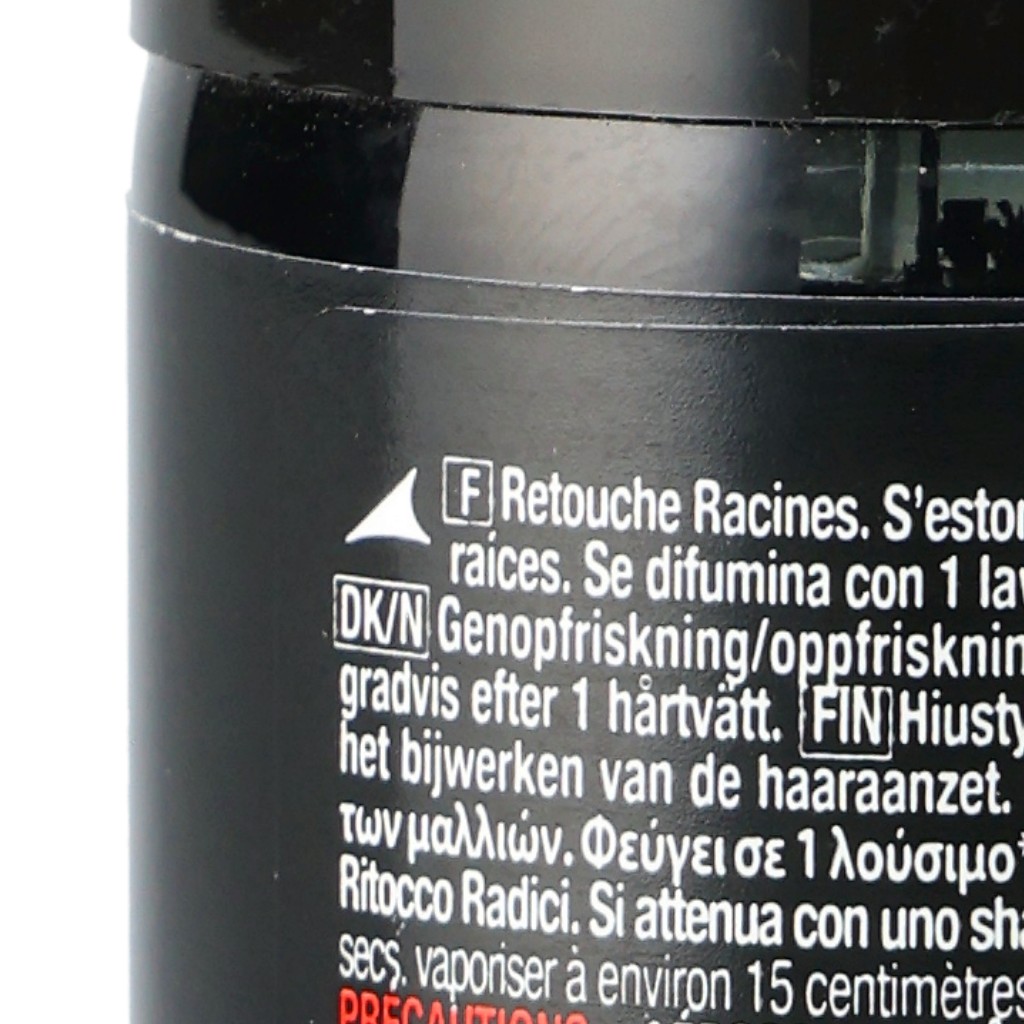 F Retouche Racines. S'estom
raíces. Se difumina con 1 lav
DK/N Genopfriskning/oppfrisknin
gradvis efter 1 hårtvätt. FIN Hiusty
het bijwerken van de haaraanzet.
των μαλλιών. Φεύγει σε 1 λούσιμο*
Ritocco Radici. Si attenua con uno sha
secs, vaporiser à environ 15 centimètres
PRECAUTIONS